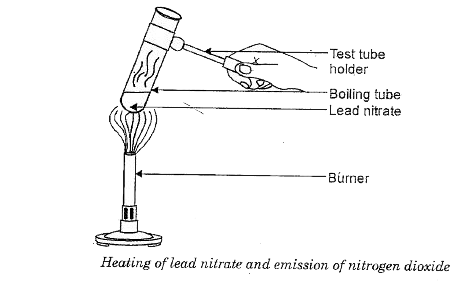 Test tube
holder
Boiling tube
Lead nitrate
Burner
Heating of lead nitrate and emission of nitrogen dioxide